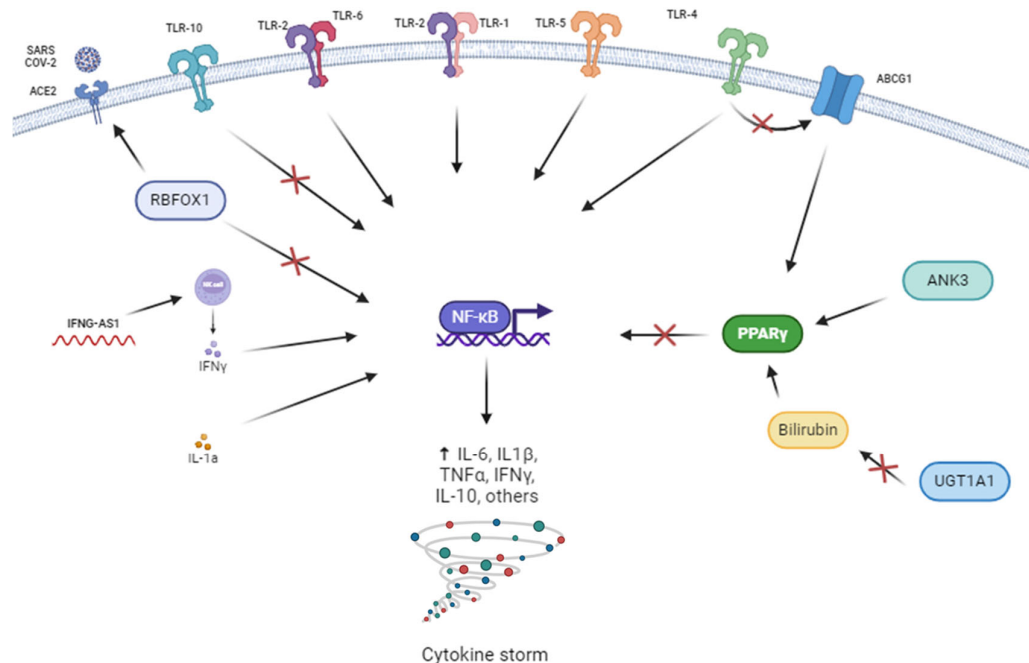 TLR-10
TLR-2
TLR-6
TLR-2
TLR-1
TLR-5
TLR-4
SARS
COV-2
ACE2
ABCG1
RBFOX1
NK cell
IFNG-AS1
IFNγ
IL-1a
NF-κB
PPARγ
ANK3
Bilirubin
UGT1A1
↑ IL-6, IL1β,
TNFα, IFNγ,
IL-10, others
Cytokine storm